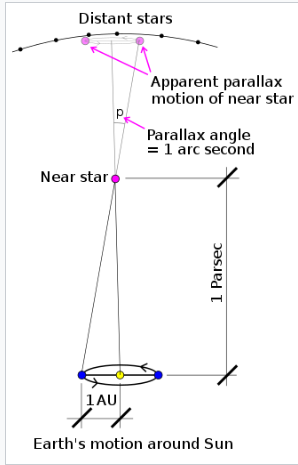 Distant stars
Apparent parallax
motion of near star
p
Parallax angle
= 1 arc second
Near star
1 Parsec
1 AU
Earth's motion around Sun